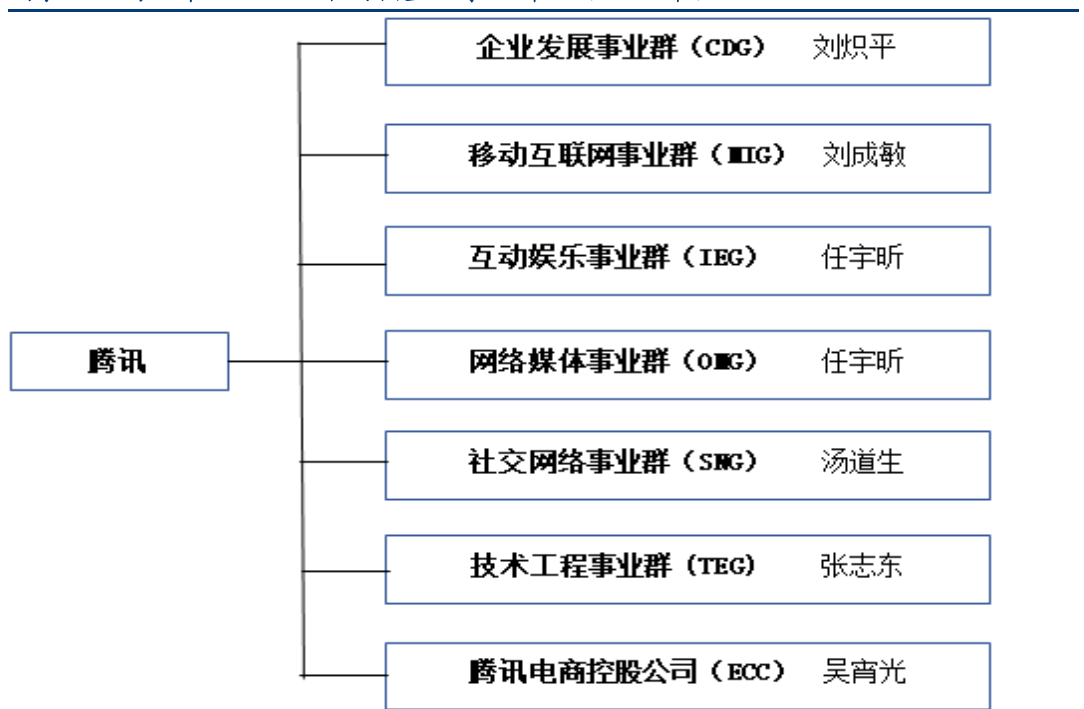 企业发展事业群（CDG） 刘炽平
移动互联网事业群（MIG） 刘成敏
互动娱乐事业群（IEG） 任宇昕
腾讯
网络媒体事业群（OMG） 任宇昕
社交网络事业群（SNG） 汤道生
技术工程事业群（TEG） 张志东
腾讯电商控股公司（ECC） 吴宵光